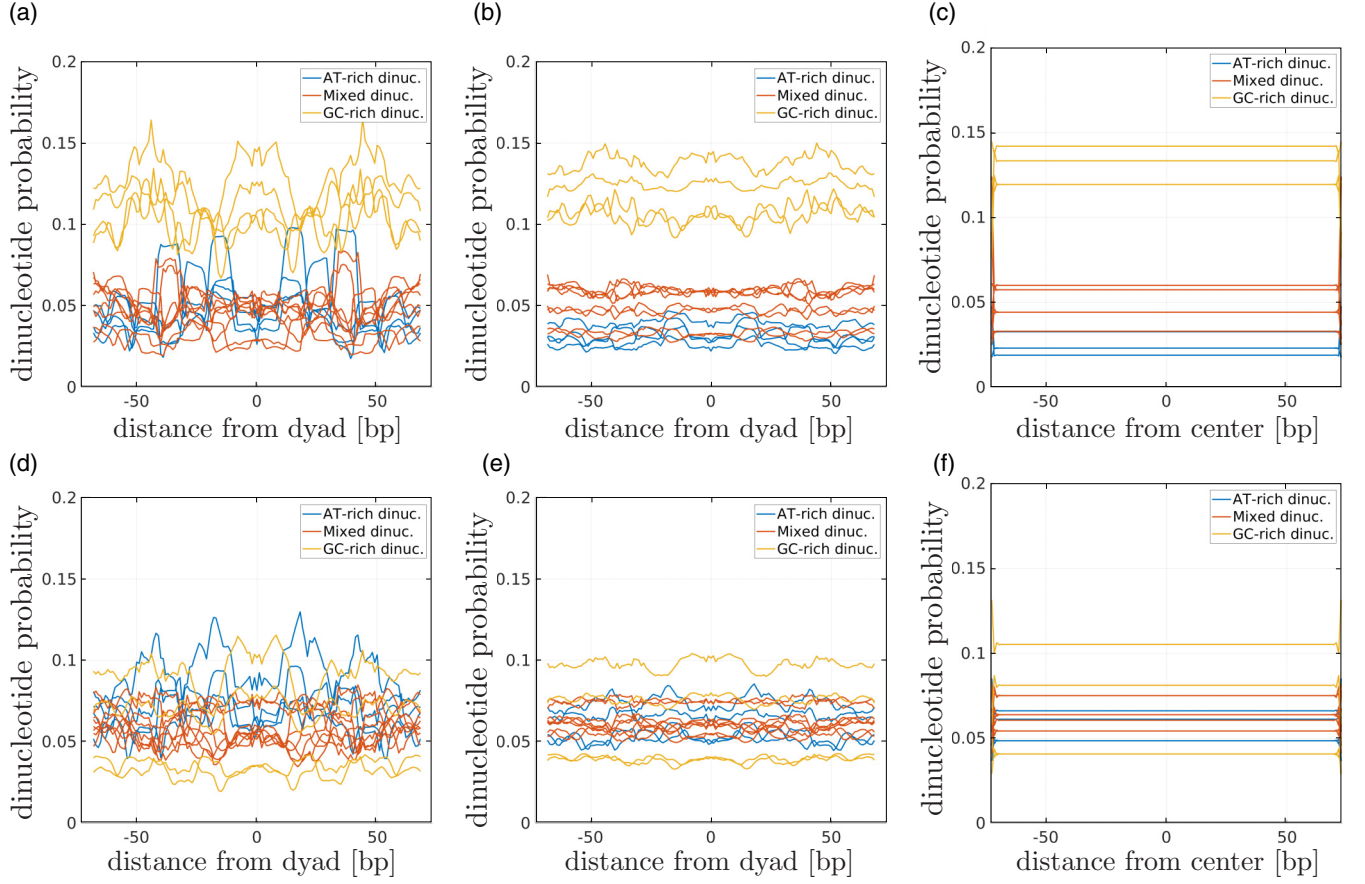 (a)
(b)
(c)
dinucleotide probability
0.2
0.15
0.1
0.05
0
AT-rich dinuc.
Mixed dinuc.
GC-rich dinuc.
-50
0
50
distance from dyad [bp]
dinucleotide probability
0.2
0.15
0.1
0.05
0
AT-rich dinuc.
Mixed dinuc.
GC-rich dinuc.
-50
0
50
distance from dyad [bp]
dinucleotide probability
0.2
0.15
0.1
0.05
0
AT-rich dinuc.
Mixed dinuc.
GC-rich dinuc.
-50
0
50
distance from center [bp]
(d)
(e)
(f)
dinucleotide probability
0.2
0.15
0.1
0.05
0
AT-rich dinuc.
Mixed dinuc.
GC-rich dinuc.
-50
0
50
distance from dyad [bp]
dinucleotide probability
0.2
0.15
0.1
0.05
0
AT-rich dinuc.
Mixed dinuc.
GC-rich dinuc.
-50
0
50
distance from dyad [bp]
dinucleotide probability
0.2
0.15
0.1
0.05
0
AT-rich dinuc.
Mixed dinuc.
GC-rich dinuc.
-50
0
50
distance from center [bp]